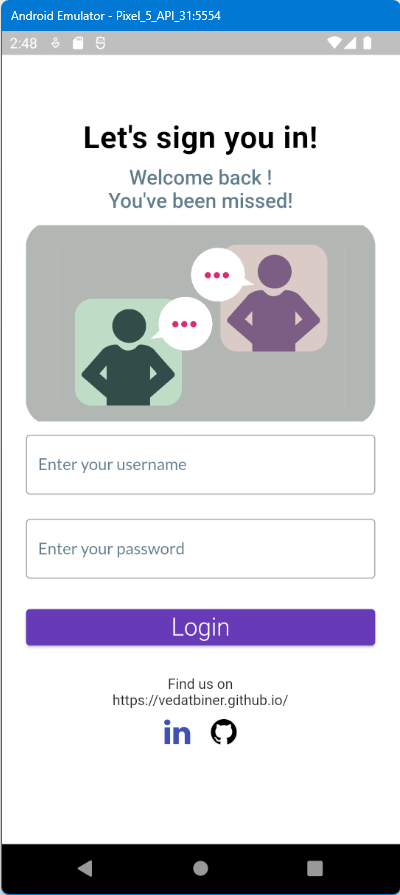 Android Emulator - Pixel_5_API_31:5554
2:48
Let's sign you in!
Welcome back !
You've been missed!
Enter your username
Enter your password
Login
Find us on
https://vedatbiner.github.io/
in